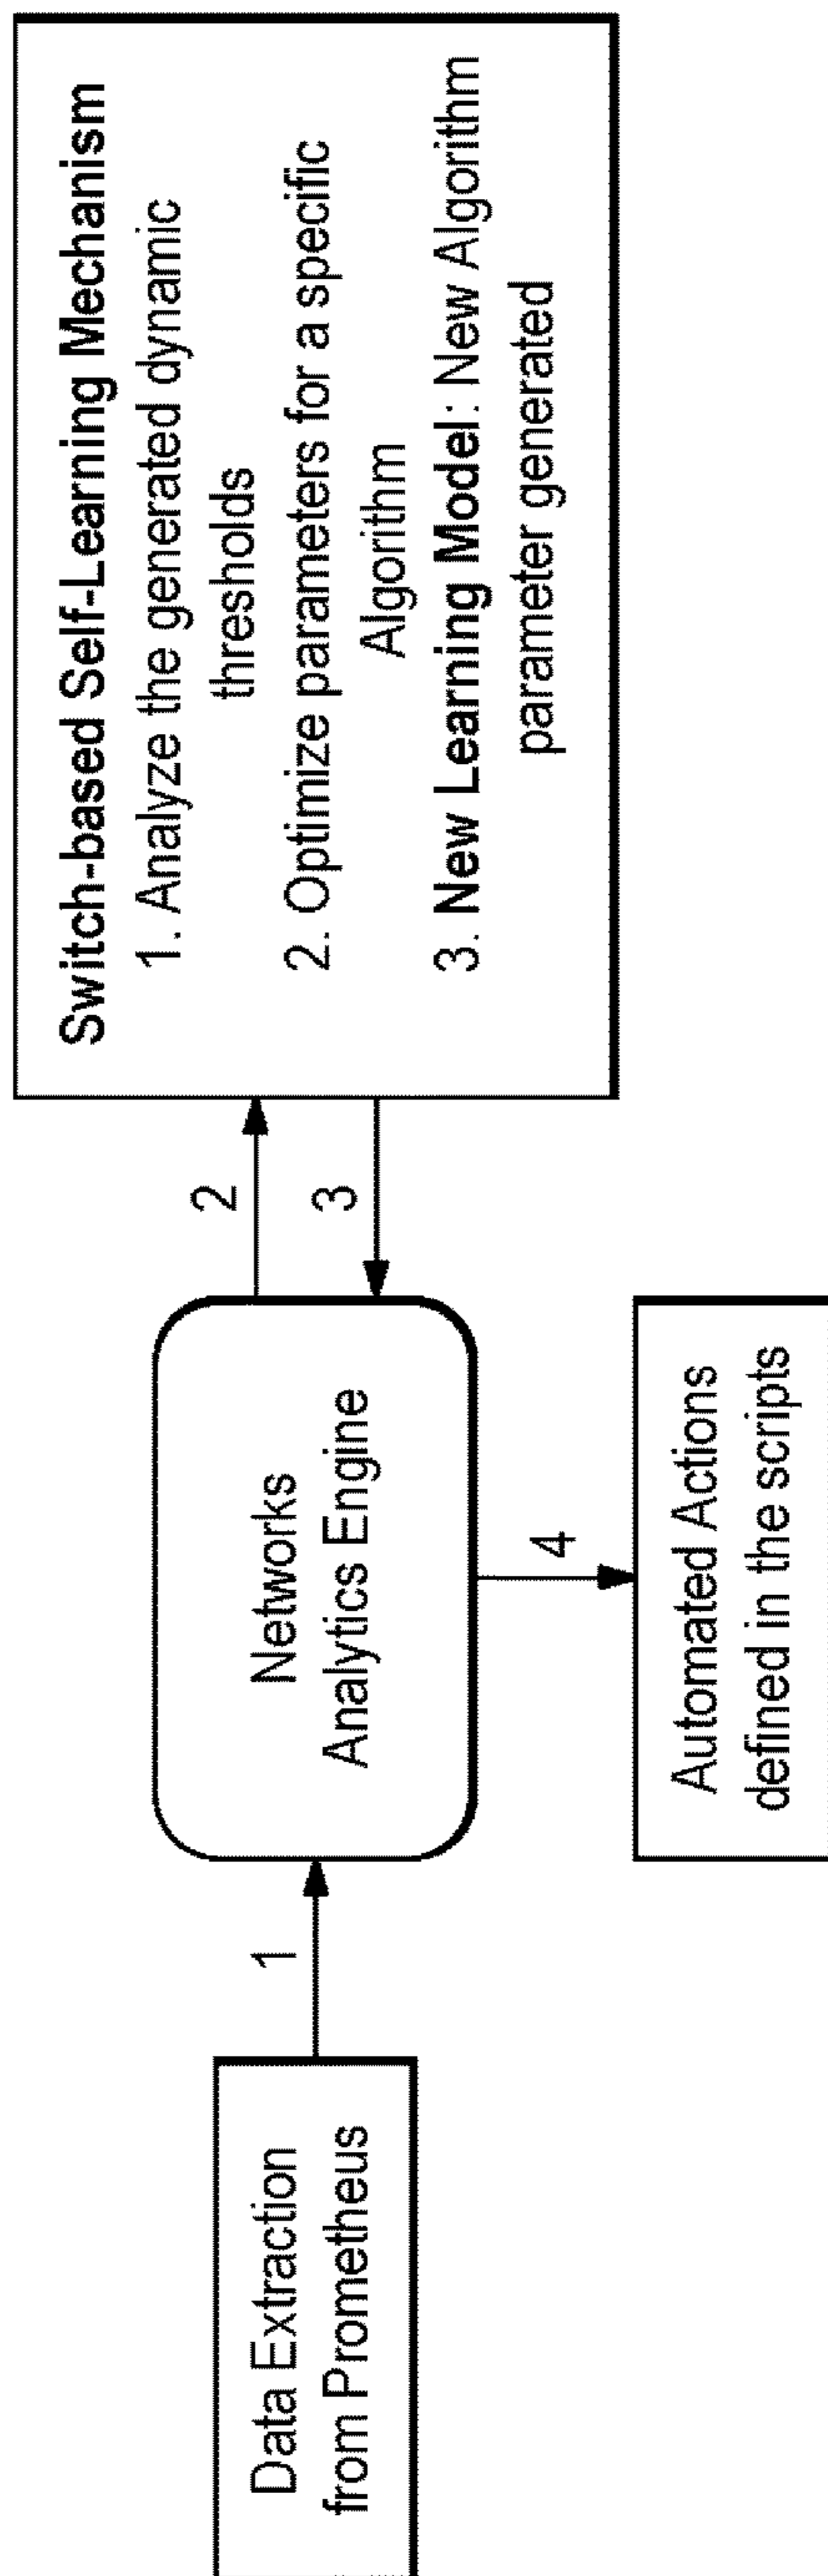 Data Extraction
from Prometheus
1
Networks
Analytics Engine
2
3
4
Automated Actions
defined in the scripts
Switch-based Self-Learning Mechanism
1. Analyze the generated dynamic
thresholds
2. Optimize parameters for a specific
Algorithm
3. New Learning Model: New Algorithm
parameter generated